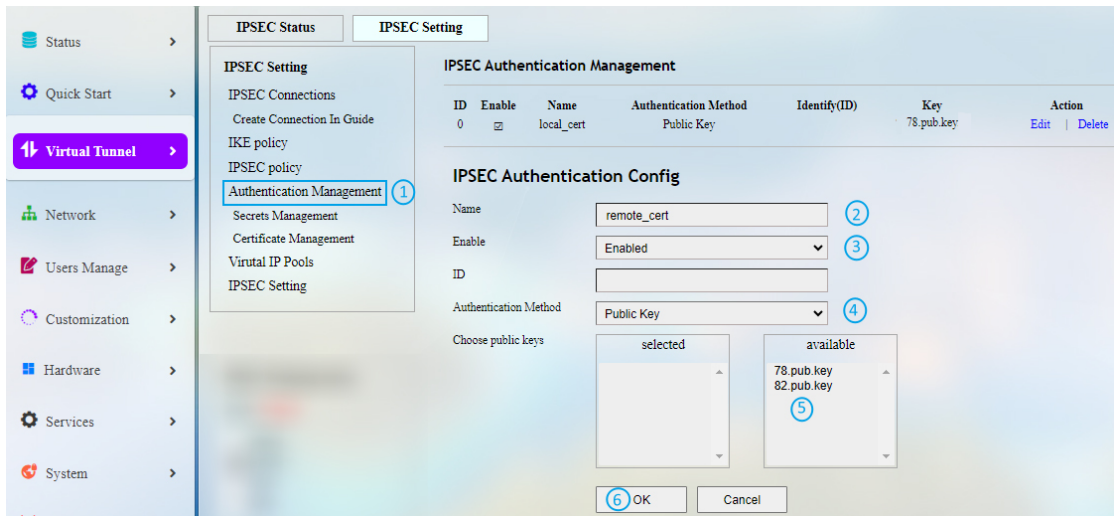 Status
Quick Start
Virtual Tunnel
Network
Users Manage
Customization
Hardware
Services
System
IPSEC Status IPSEC Setting
IPSEC Setting
IPSEC Connections
Create Connection In Guide
IKE policy
IPSEC policy
Authentication Management 1
Secrets Management
Certificate Management
Virutal IP Pools
IPSEC Setting
IPSEC Authentication Management
ID Enable Name Authentication Method Identify(ID) Key Action
0 local_cert Public Key 78.pub.key Edit | Delete
IPSEC Authentication Config
Name remote_cert 2
Enable Enabled 3
ID
Authentication Method Public Key 4
Choose public keys selected available
78.pub.key
82.pub.key
5
6 OK Cancel